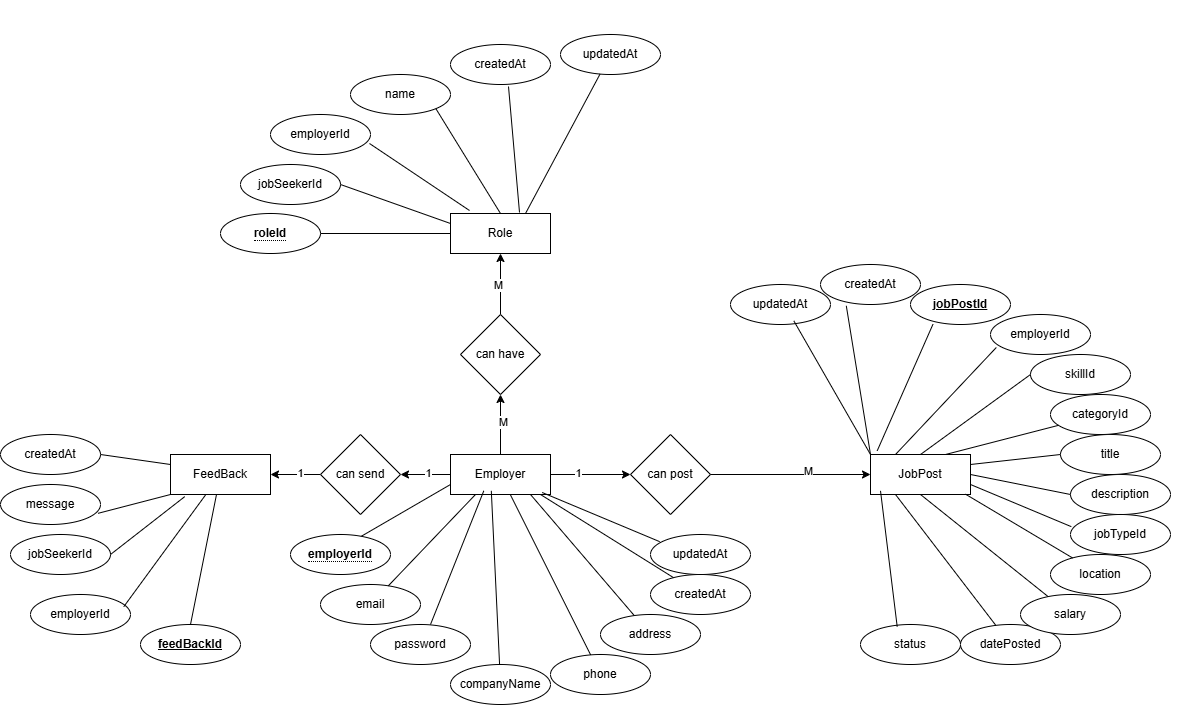 updatedAt
createdAt
name
employerId
jobSeekerId
roleId
Role
M
can have
M
updatedAt
createdAt
jobPostId
employerId
skillId
categoryId
title
description
jobTypeId
location
salary
datePosted
status
JobPost
M
can post
1
Employer
1
can send
1
FeedBack
createdAt
message
jobSeekerId
employerId
feedBackId
employerId
email
password
companyName
phone
address
createdAt
updatedAt